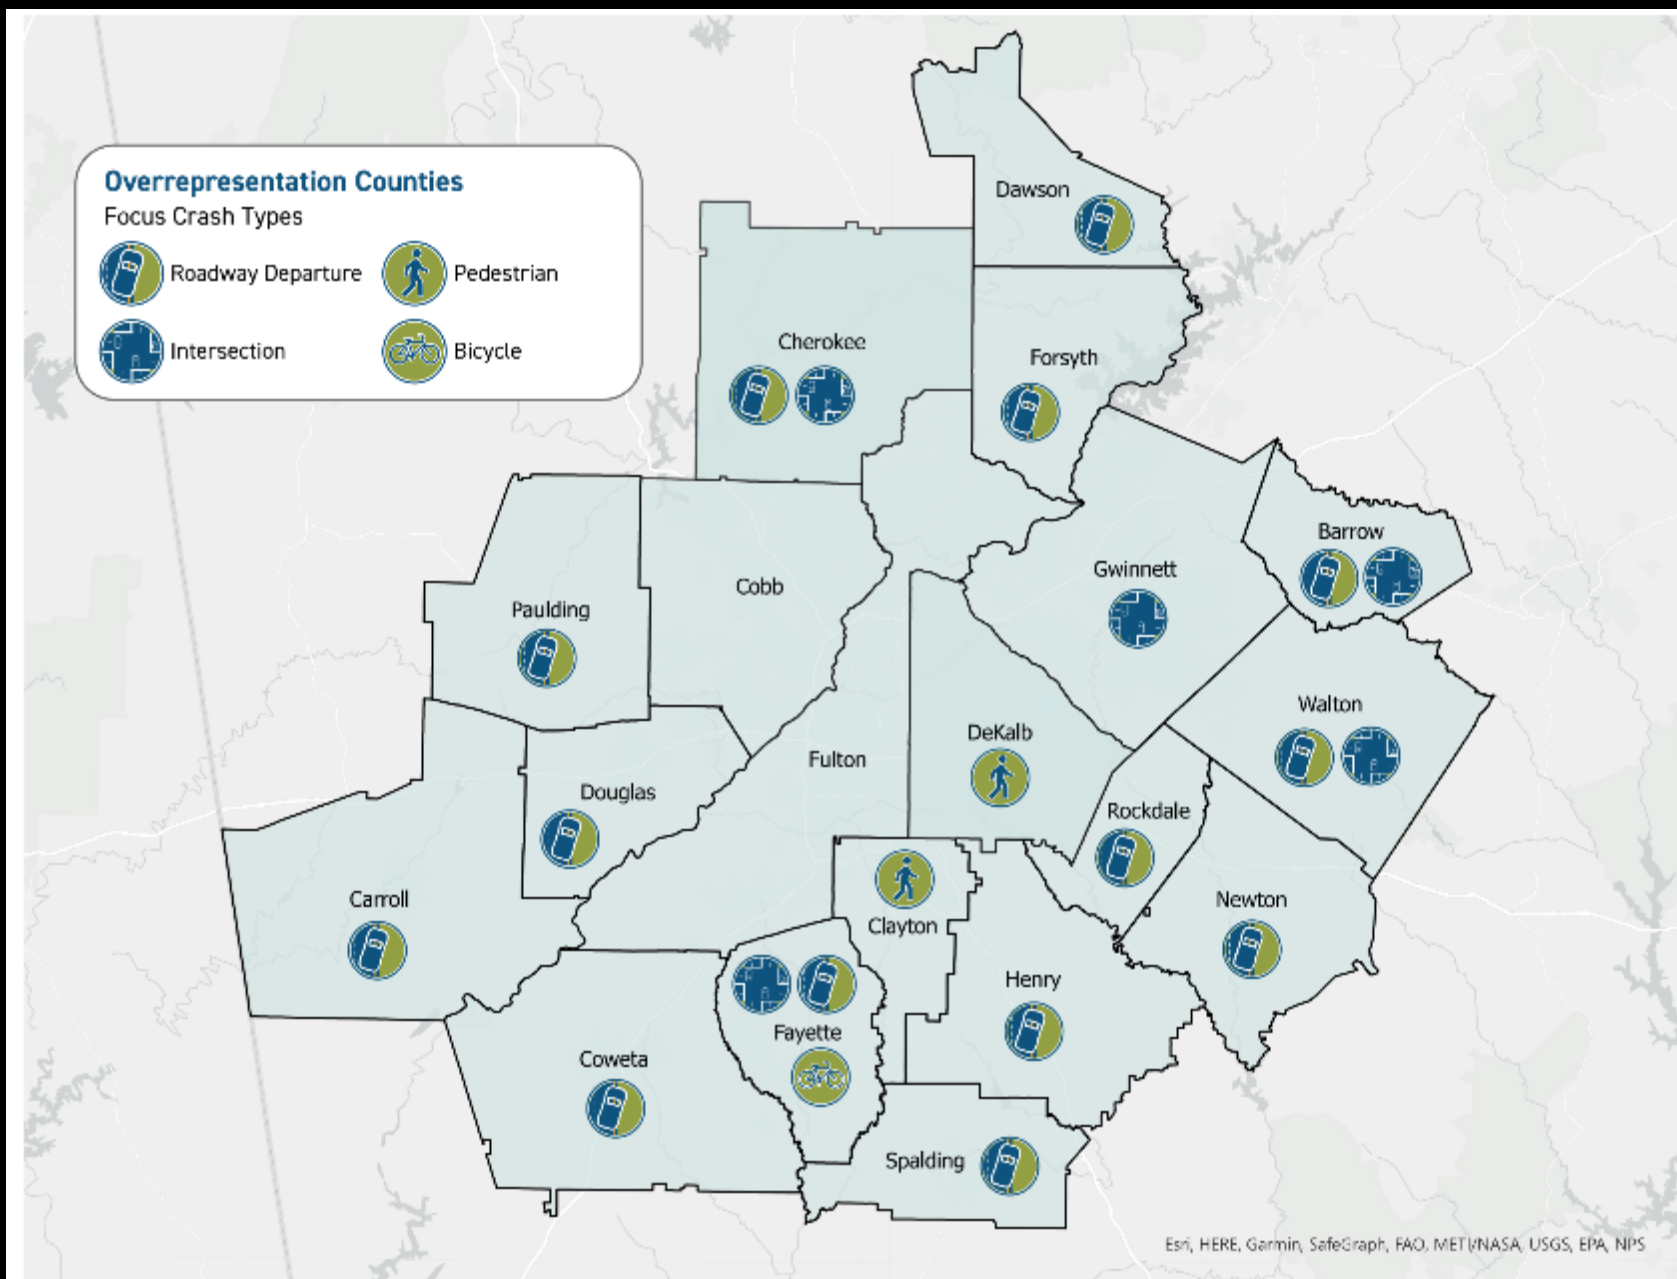 Overrepresentation Counties
Focus Crash Types
Roadway Departure
Pedestrian
Intersection
Bicycle
Dawson
Cherokee
Forsyth
Barrow
Gwinnett
Cobb
Paulding
Walton
DeKalb
Fulton
Douglas
Rockdale
Carroll
Newton
Clayton
Henry
Fayette
Coweta
Spalding
Esri, HERE, Garmin, SafeGraph, FAO, METI/NASA, USGS, EPA, NPS